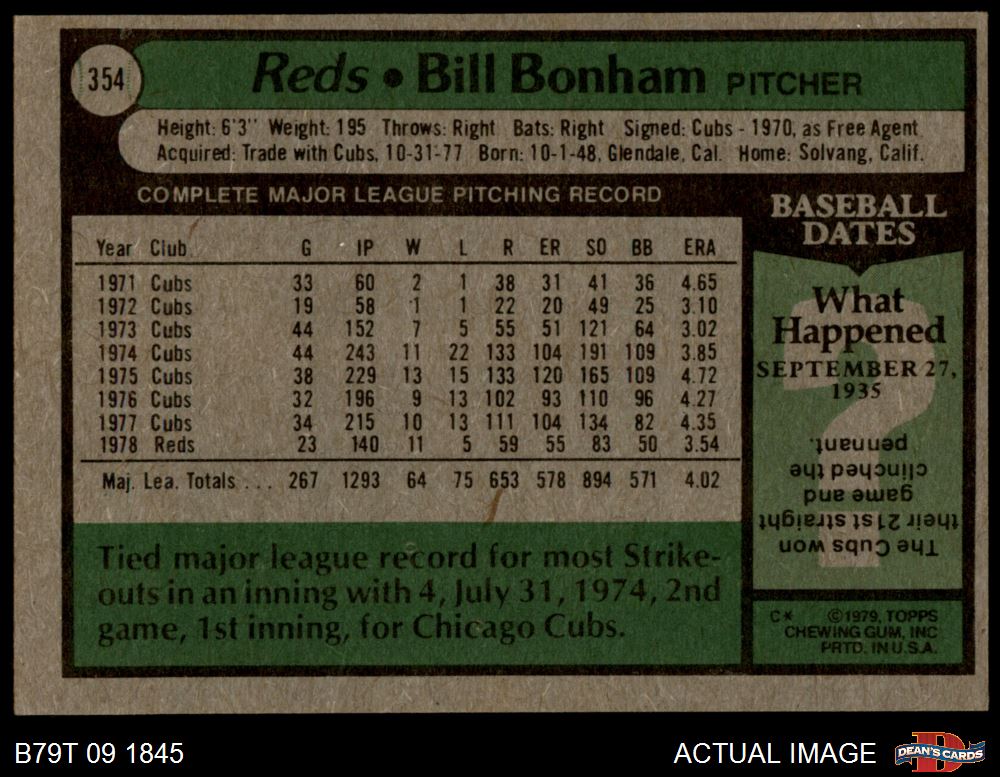 354
Reds • Bill Bonham PITCHER
Height: 6'3" Weight: 195 Throws: Right Bats: Right Signed: Cubs - 1970, as Free Agent
Acquired: Trade with Cubs, 10-31-77 Born: 10-1-48, Glendale, Cal. Home: Solvang, Calif.
COMPLETE MAJOR LEAGUE PITCHING RECORD
Year Club G IP W L R ER SO BB ERA
1971 Cubs 33 60 2 1 38 31 41 36 4.65
1972 Cubs 19 58 1 1 22 20 49 25 3.10
1973 Cubs 44 152 7 5 55 51 121 64 3.02
1974 Cubs 44 243 11 22 133 104 191 109 3.85
1975 Cubs 38 229 13 15 133 120 165 109 4.72
1976 Cubs 32 196 9 13 102 93 110 96 4.27
1977 Cubs 34 215 10 13 111 104 134 82 4.35
1978 Reds 23 140 11 5 59 55 83 50 3.54
Maj. Lea. Totals . . . 267 1293 64 75 653 578 894 571 4.02
Tied major league record for most Strike-
outs in an inning with 4, July 31, 1974, 2nd
game, 1st inning, for Chicago Cubs.
BASEBALL
DATES
What
Happened
SEPTEMBER 27,
1935
The Cubs won
their 21st straight
game and
clinched the
pennant.
C* ©1979, TOPPS
CHEWING GUM, INC
PRTD. IN U.S.A.
B79T 09 1845
ACTUAL IMAGE
DEAN'S CARDS